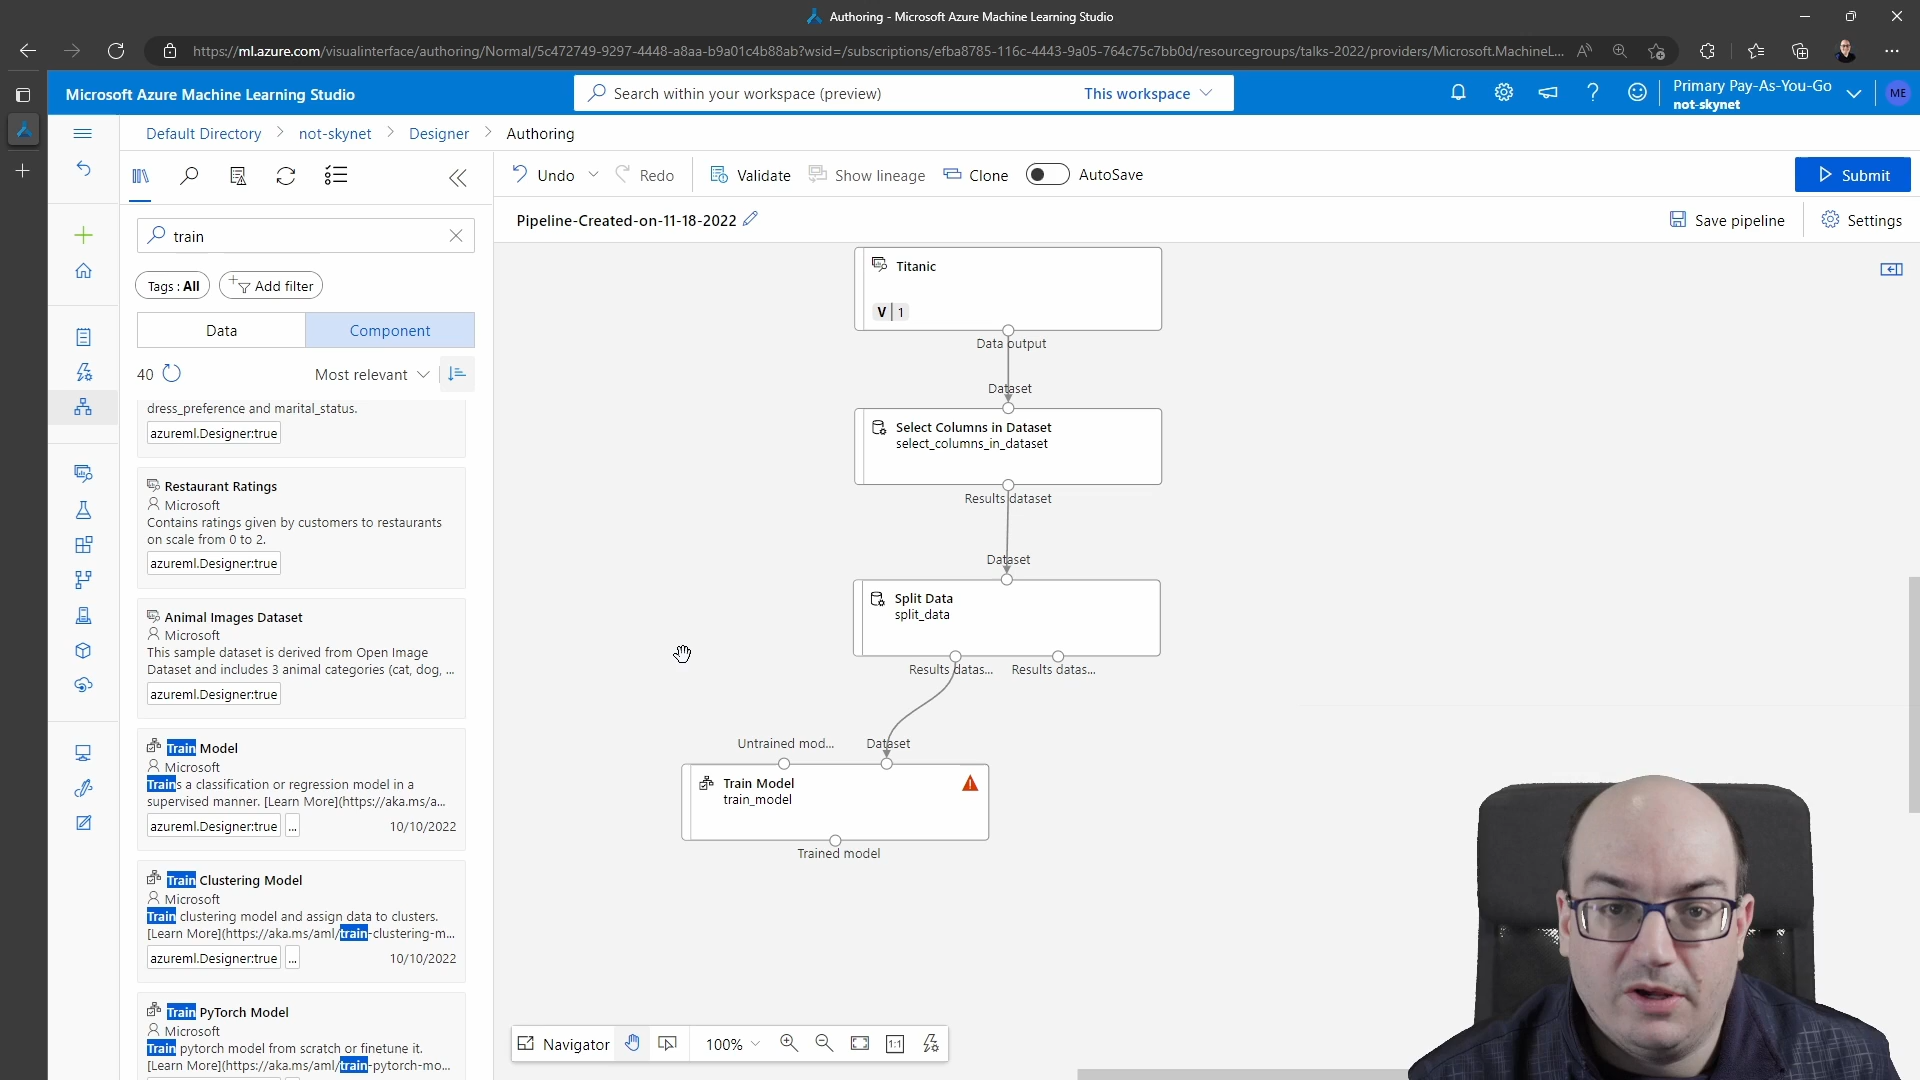 Authoring - Microsoft Azure Machine Learning Studio
https://ml.azure.com/visualinterface/authoring/Normal/5c472749-9297-4448-a8aa-b9a01c4b88ab?wsid=/subscriptions/efba8785-116c-4443-9a05-764c75c7bb0d/resourcegroups/talks-2022/providers/Microsoft.MachineL...
Microsoft Azure Machine Learning Studio
Search within your workspace (preview)
This workspace
Primary Pay-As-You-Go
not-skynet
ME
Default Directory > not-skynet > Designer > Authoring
Undo
Redo
Validate
Show lineage
Clone
AutoSave
Submit
train
Pipeline-Created-on-11-18-2022
Save pipeline
Settings
Tags : All
Add filter
Data
Component
40
Most relevant
dress_preference and marital_status.
azureml.Designer:true
Restaurant Ratings
Microsoft
Contains ratings given by customers to restaurants
on scale from 0 to 2.
azureml.Designer:true
Animal Images Dataset
Microsoft
This sample dataset is derived from Open Image
Dataset and includes 3 animal categories (cat, dog, ...
azureml.Designer:true
Train Model
Microsoft
Trains a classification or regression model in a
supervised manner. [Learn More](https://aka.ms/a...
azureml.Designer:true
...
10/10/2022
Train Clustering Model
Microsoft
Train clustering model and assign data to clusters.
[Learn More](https://aka.ms/aml/train-clustering-m...
azureml.Designer:true
...
10/10/2022
Train PyTorch Model
Microsoft
Train pytorch model from scratch or finetune it.
[Learn More](https://aka.ms/aml/train-pytorch-mo...
Titanic
V 1
Data output
Dataset
Select Columns in Dataset
select_columns_in_dataset
Results dataset
Dataset
Split Data
split_data
Results datas...
Results datas...
Untrained mod...
Dataset
Train Model
train_model
Trained model
Navigator
100%
1:1